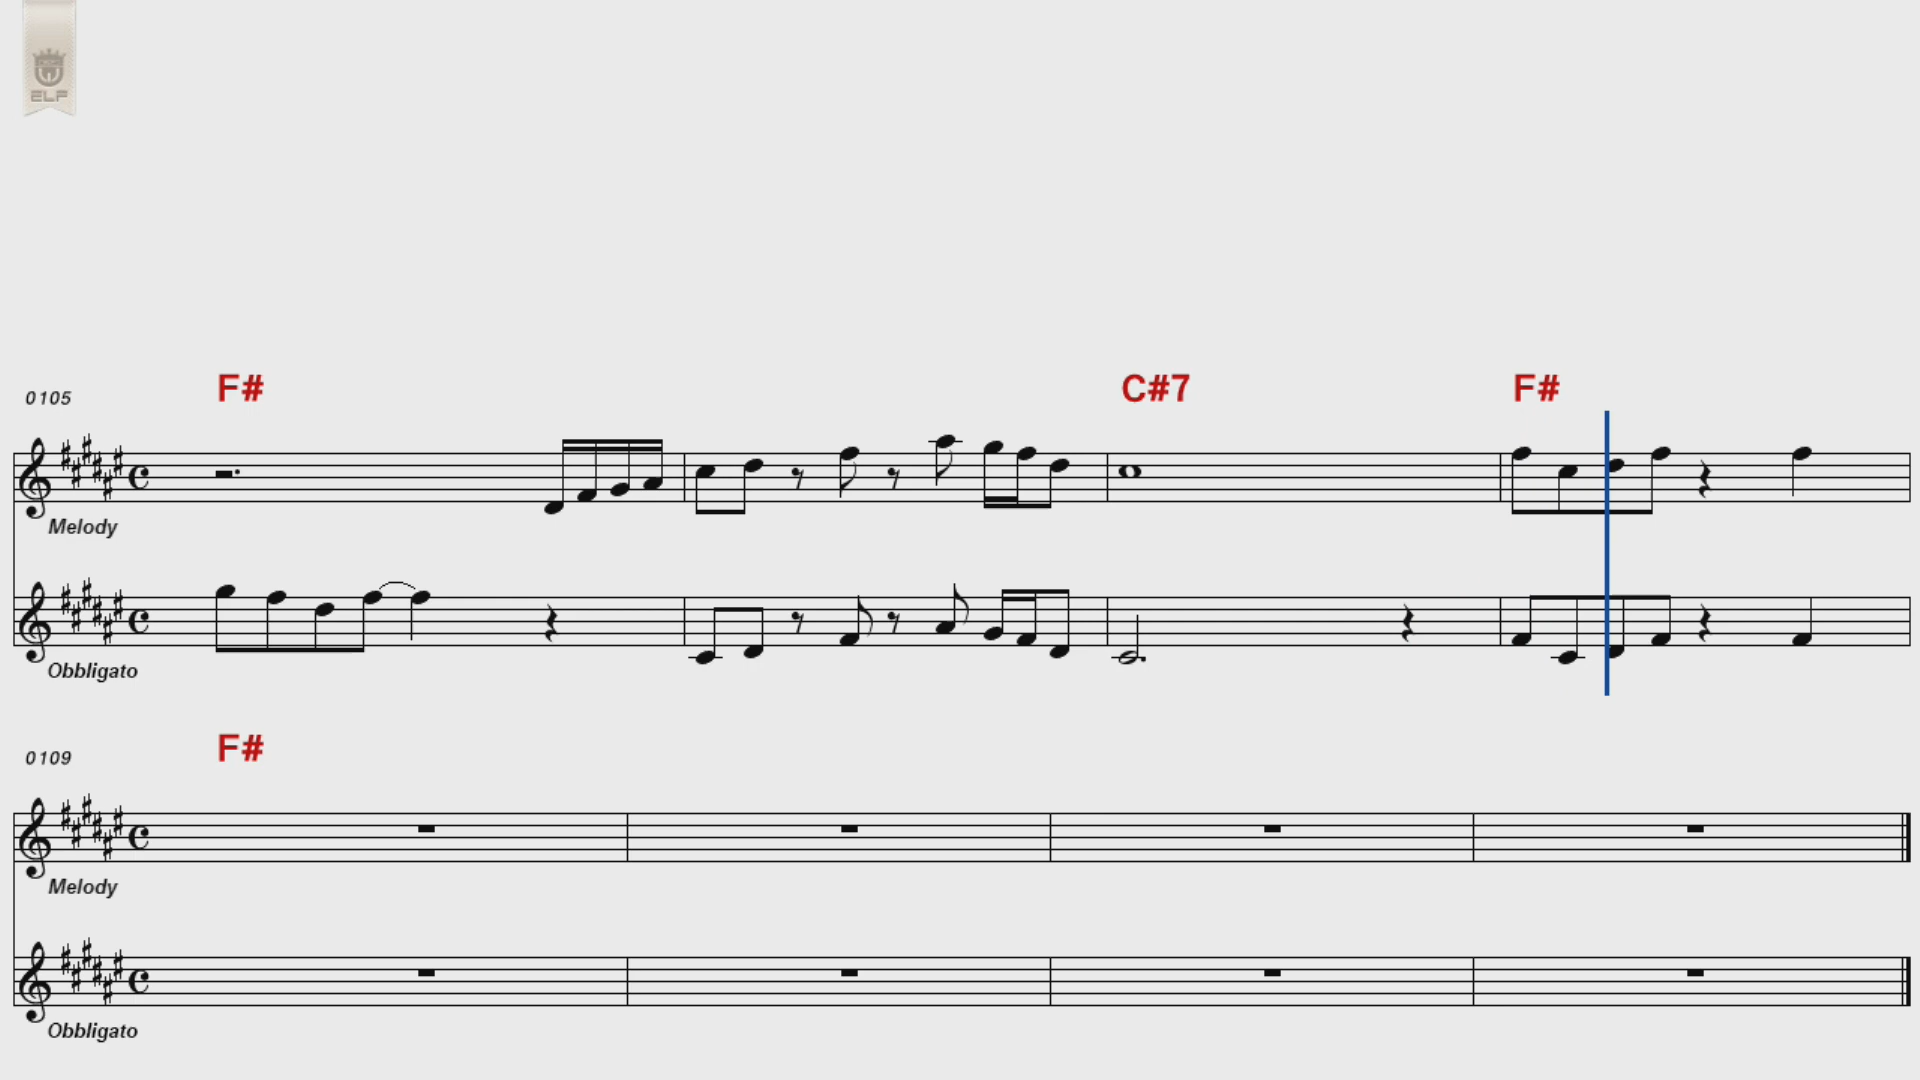 ELF
0105 F# C#7 F#
Melody
Obbligato
0109 F#
Melody
Obbligato